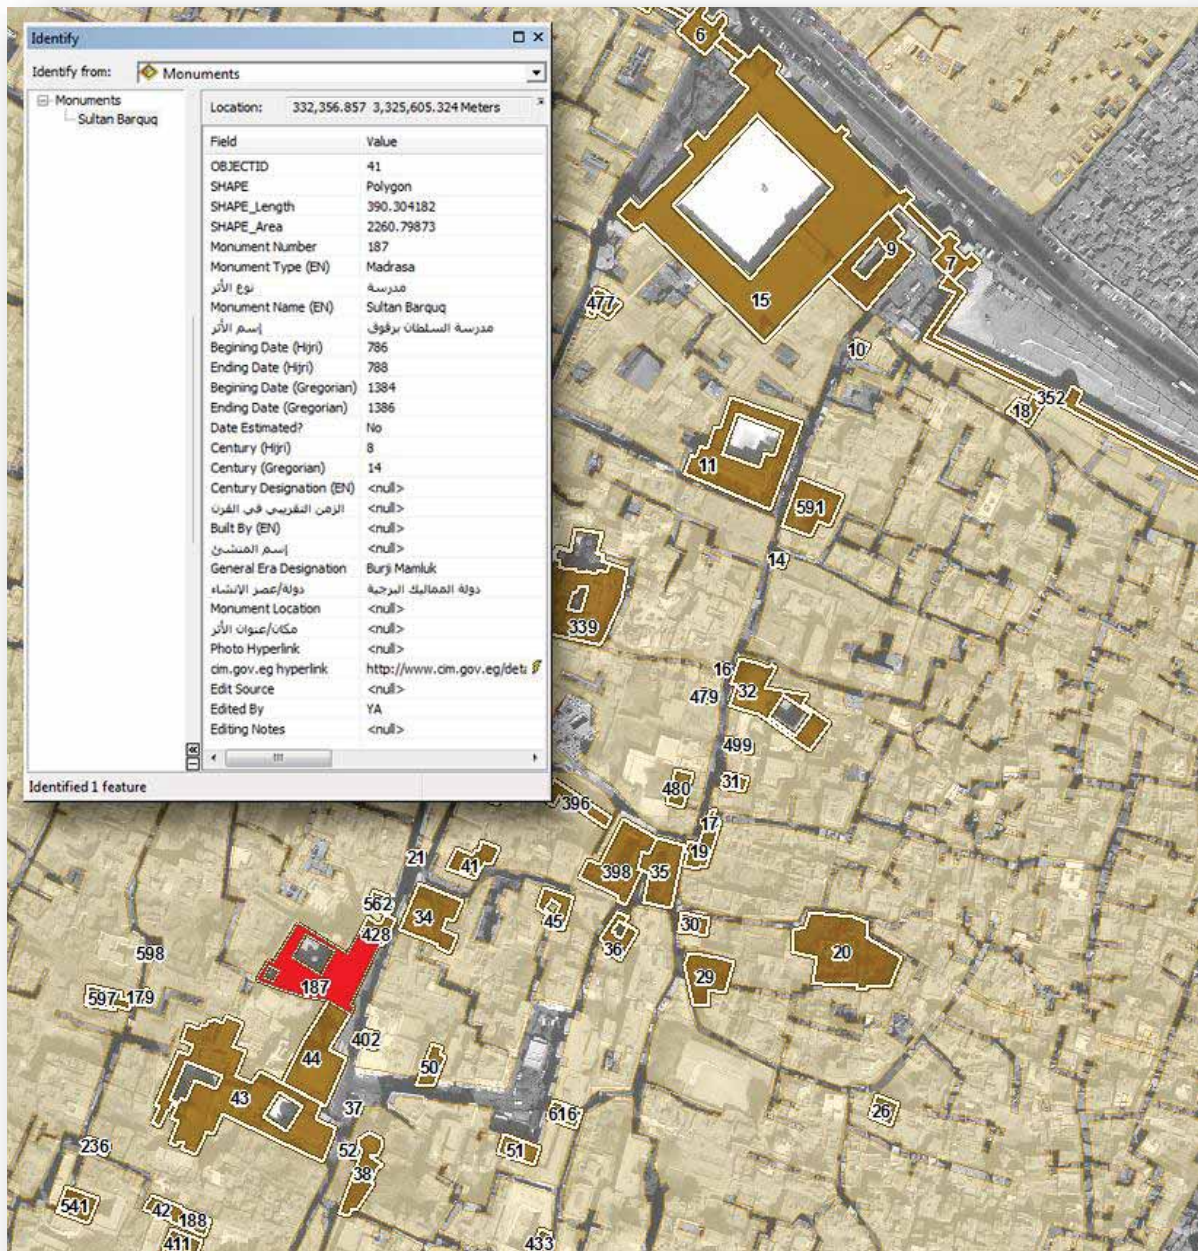 Identify
Identify from: Monuments
Monuments
Sultan Barquq
Location: 332,356.857 3,325,605.324 Meters
Field Value
OBJECTID 41
SHAPE Polygon
SHAPE_Length 390.304182
SHAPE_Area 2260.79873
Monument Number 187
Monument Type (EN) Madrasa
نوع الأثر مدرسة
Monument Name (EN) Sultan Barquq
إسم الأثر مدرسة السلطان برقوق
Begining Date (Hijri) 786
Ending Date (Hijri) 788
Begining Date (Gregorian) 1384
Ending Date (Gregorian) 1386
Date Estimated? No
Century (Hijri) 8
Century (Gregorian) 14
Century Designation (EN) <null>
الزمن التقريبي في القرن <null>
Built By (EN) <null>
إسم المنشئ <null>
General Era Designation Burji Mamluk
دولة/عصر الانشاء دولة المماليك البرجية
Monument Location <null>
مكان/عنوان الأثر <null>
Photo Hyperlink <null>
cim.gov.eg hyperlink http://www.cim.gov.eg/det
Edit Source <null>
Edited By YA
Editing Notes <null>
Identified 1 feature
6
9
7
15
477
10
352
18
11
591
14
339
16
32
479
499
31
480
396
17
19
21
41
398
35
562
34
45
428
30
36
20
598
29
187
597
179
402
44
50
43
37
616
26
236
52
51
38
541
42
188
411
433